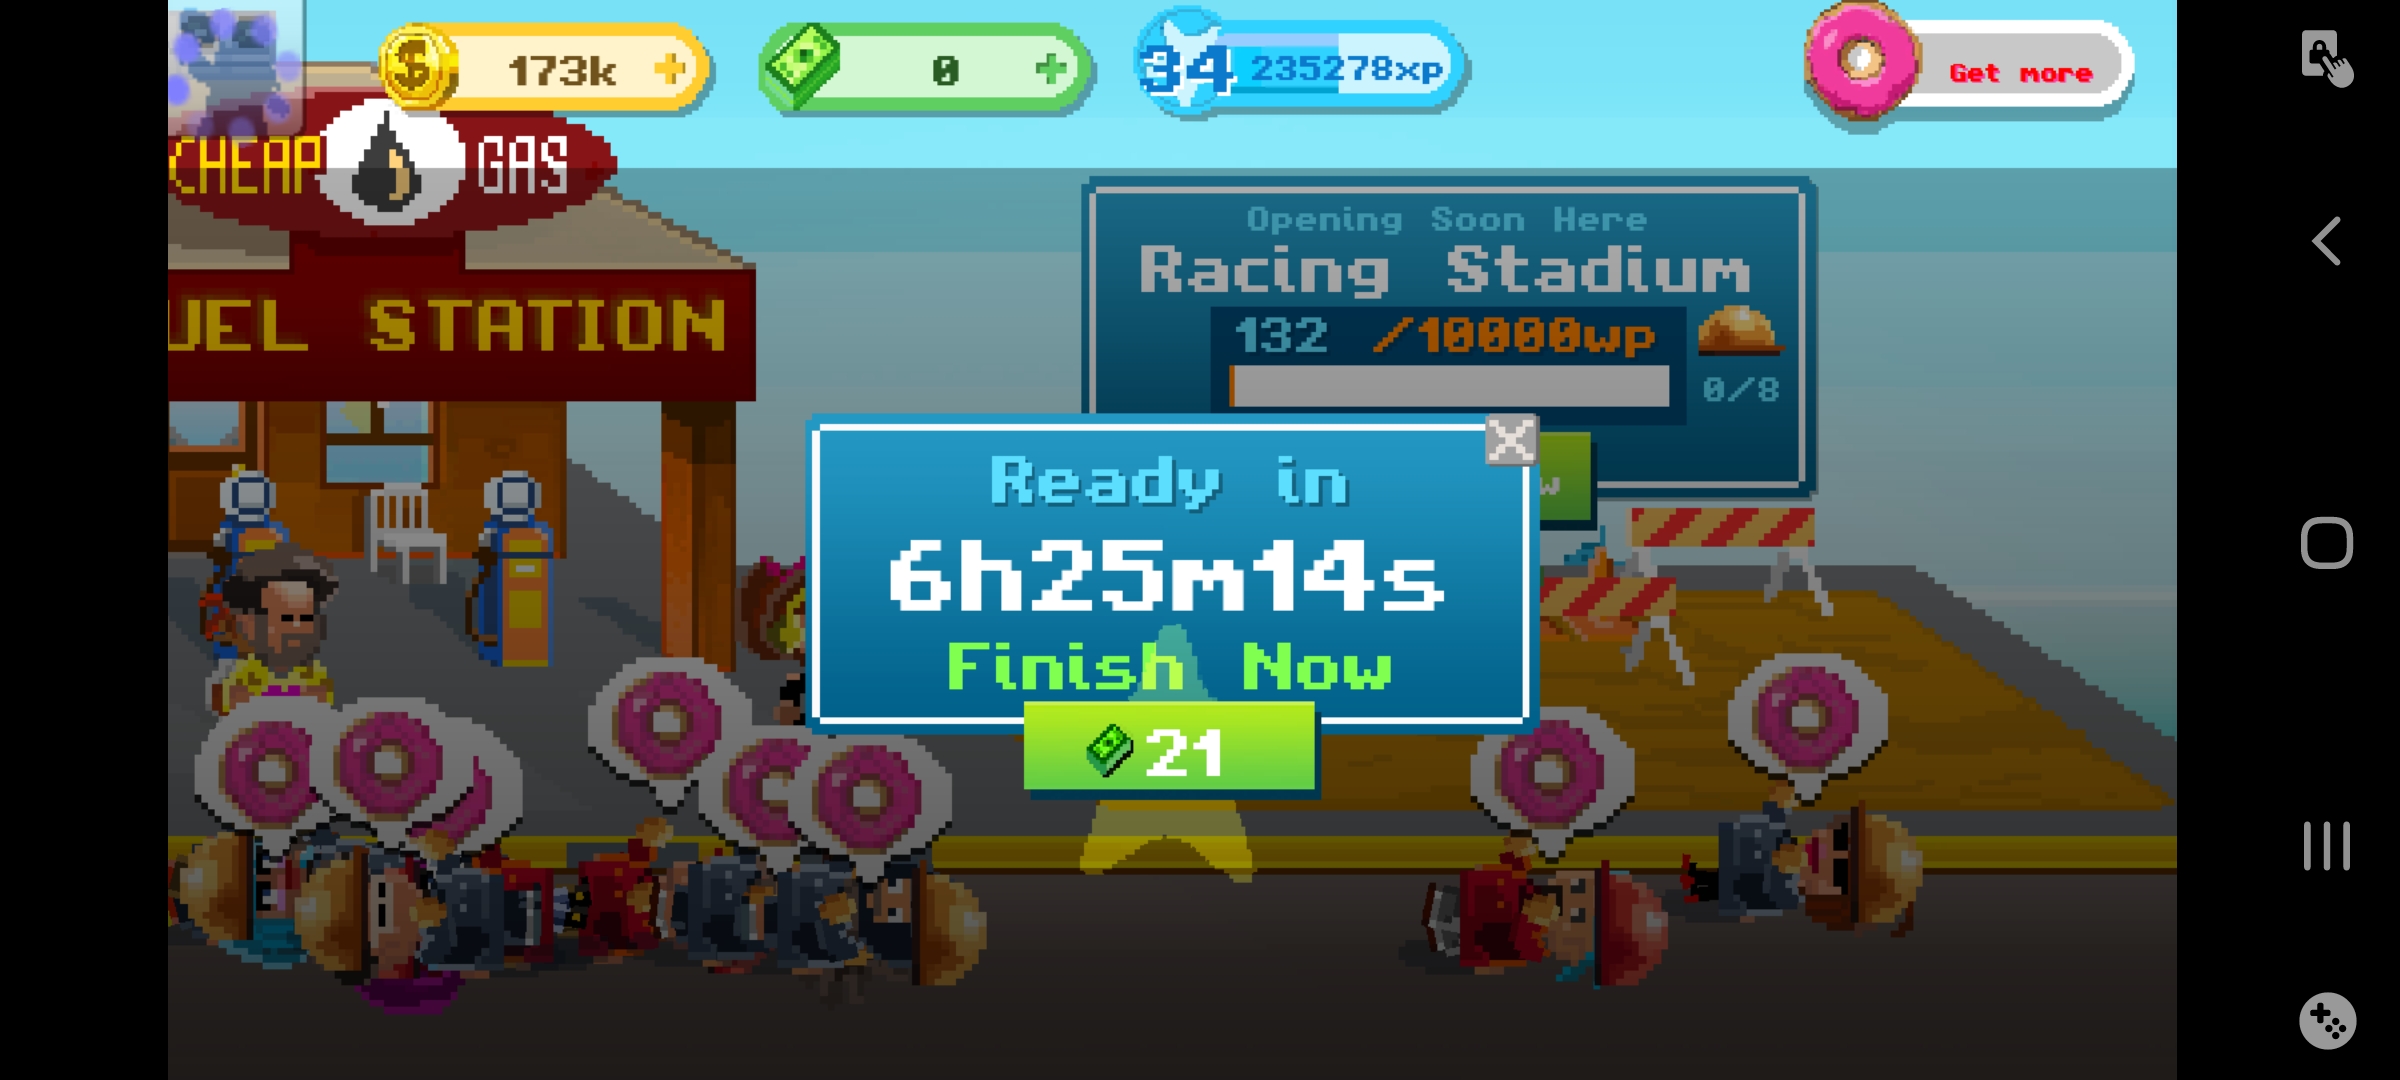 173k
0
34 235278xp
Get more
CHEAP GAS
UEL STATION
Opening Soon Here
Racing Stadium
132 /10000wp
0/8
w
Ready in
6h25m14s
Finish Now
21